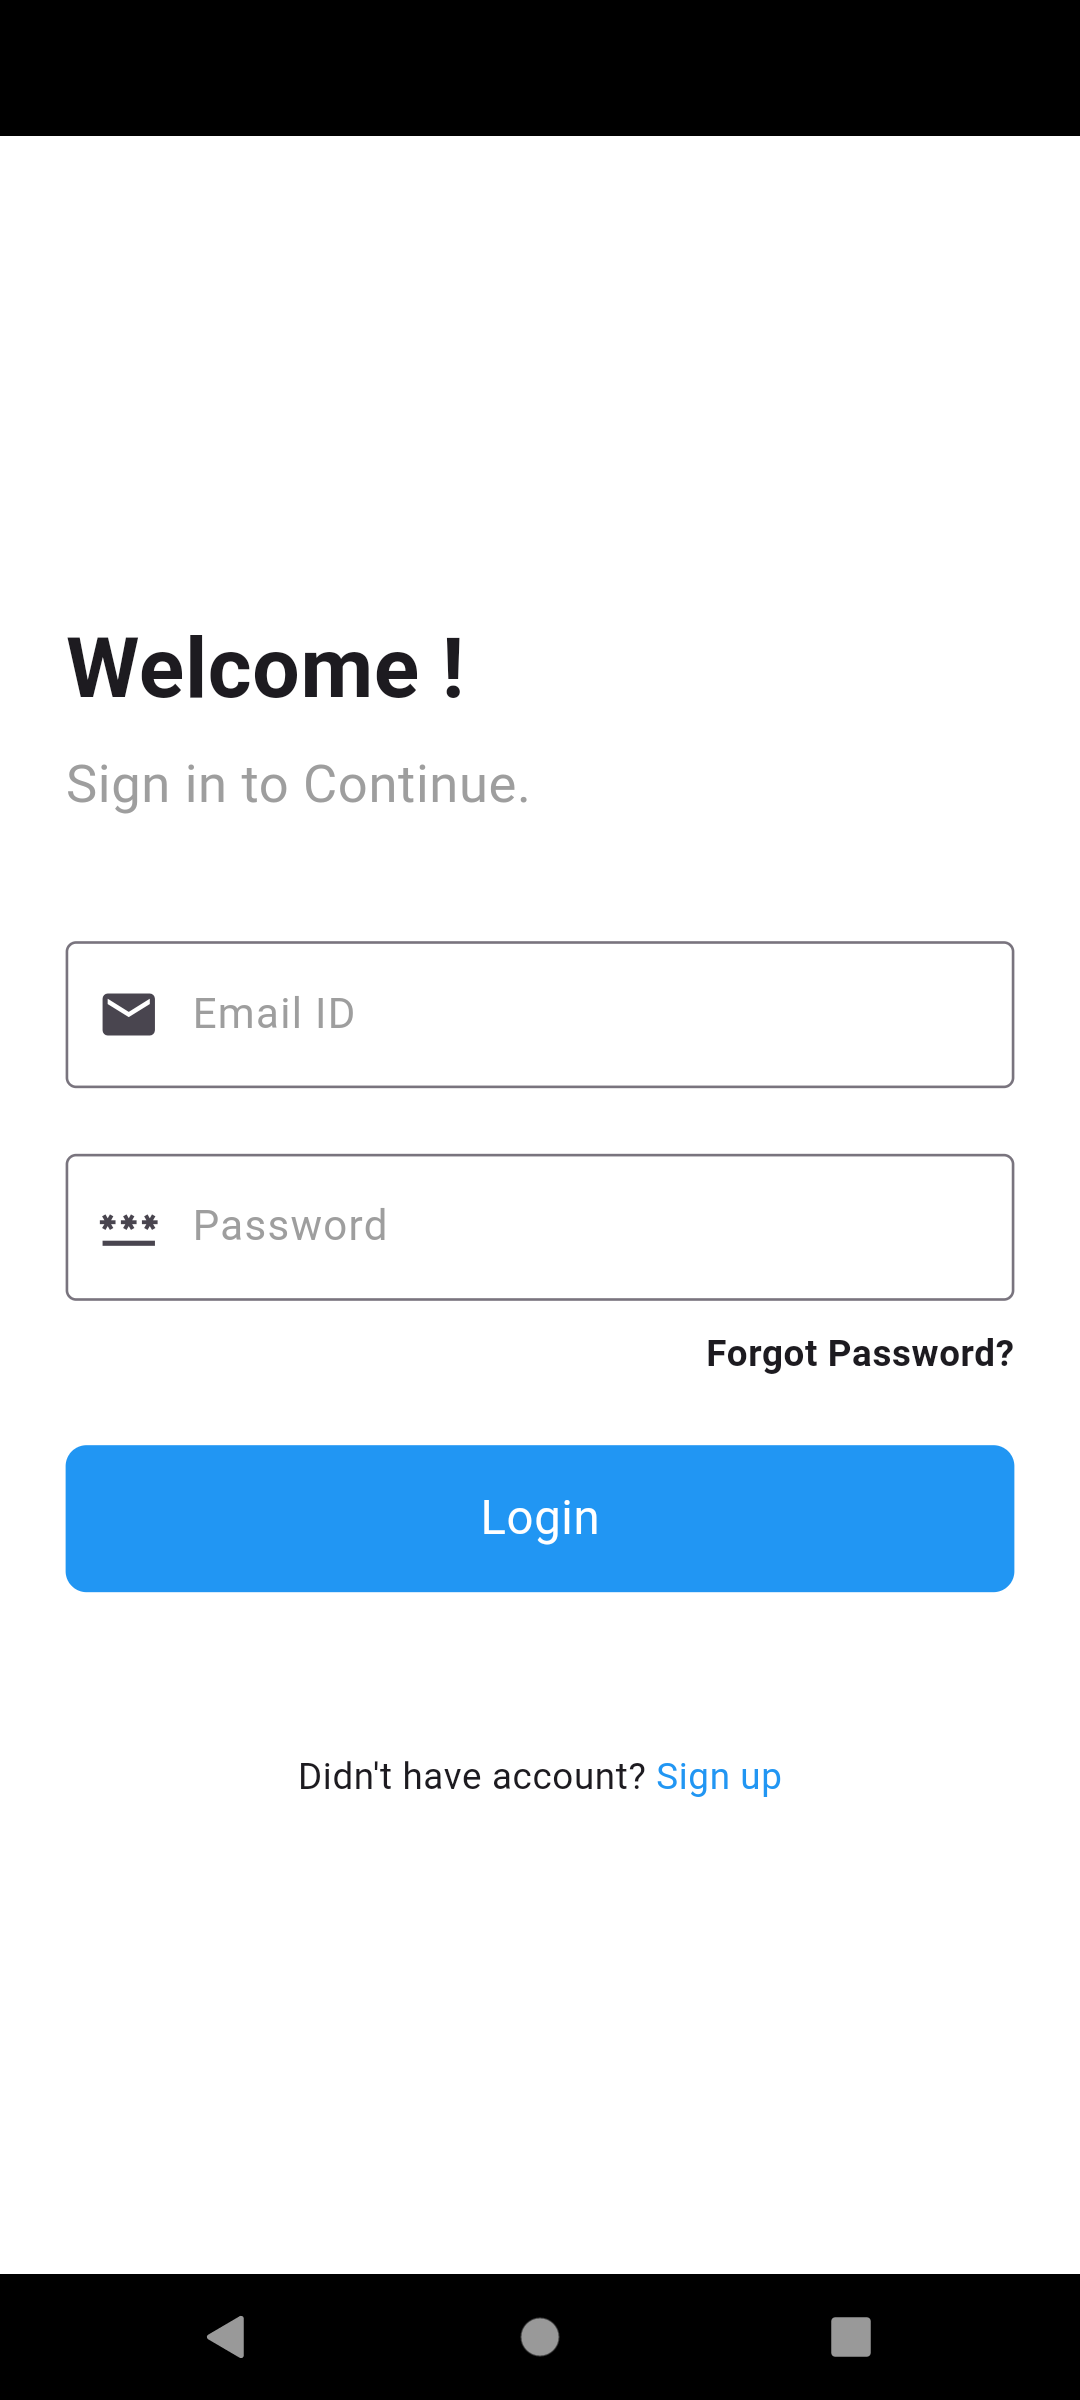 Welcome !
Sign in to Continue.
Email ID
Password
Forgot Password?
Login
Didn't have account? Sign up